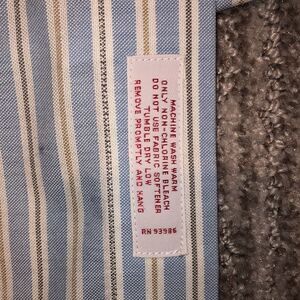 MACHINE WASH WARM
ONLY NON-CHLORINE BLEACH
DO NOT USE FABRIC SOFTENER
TUMBLE DRY LOW
REMOVE PROMPTLY AND HANG
RN 93986